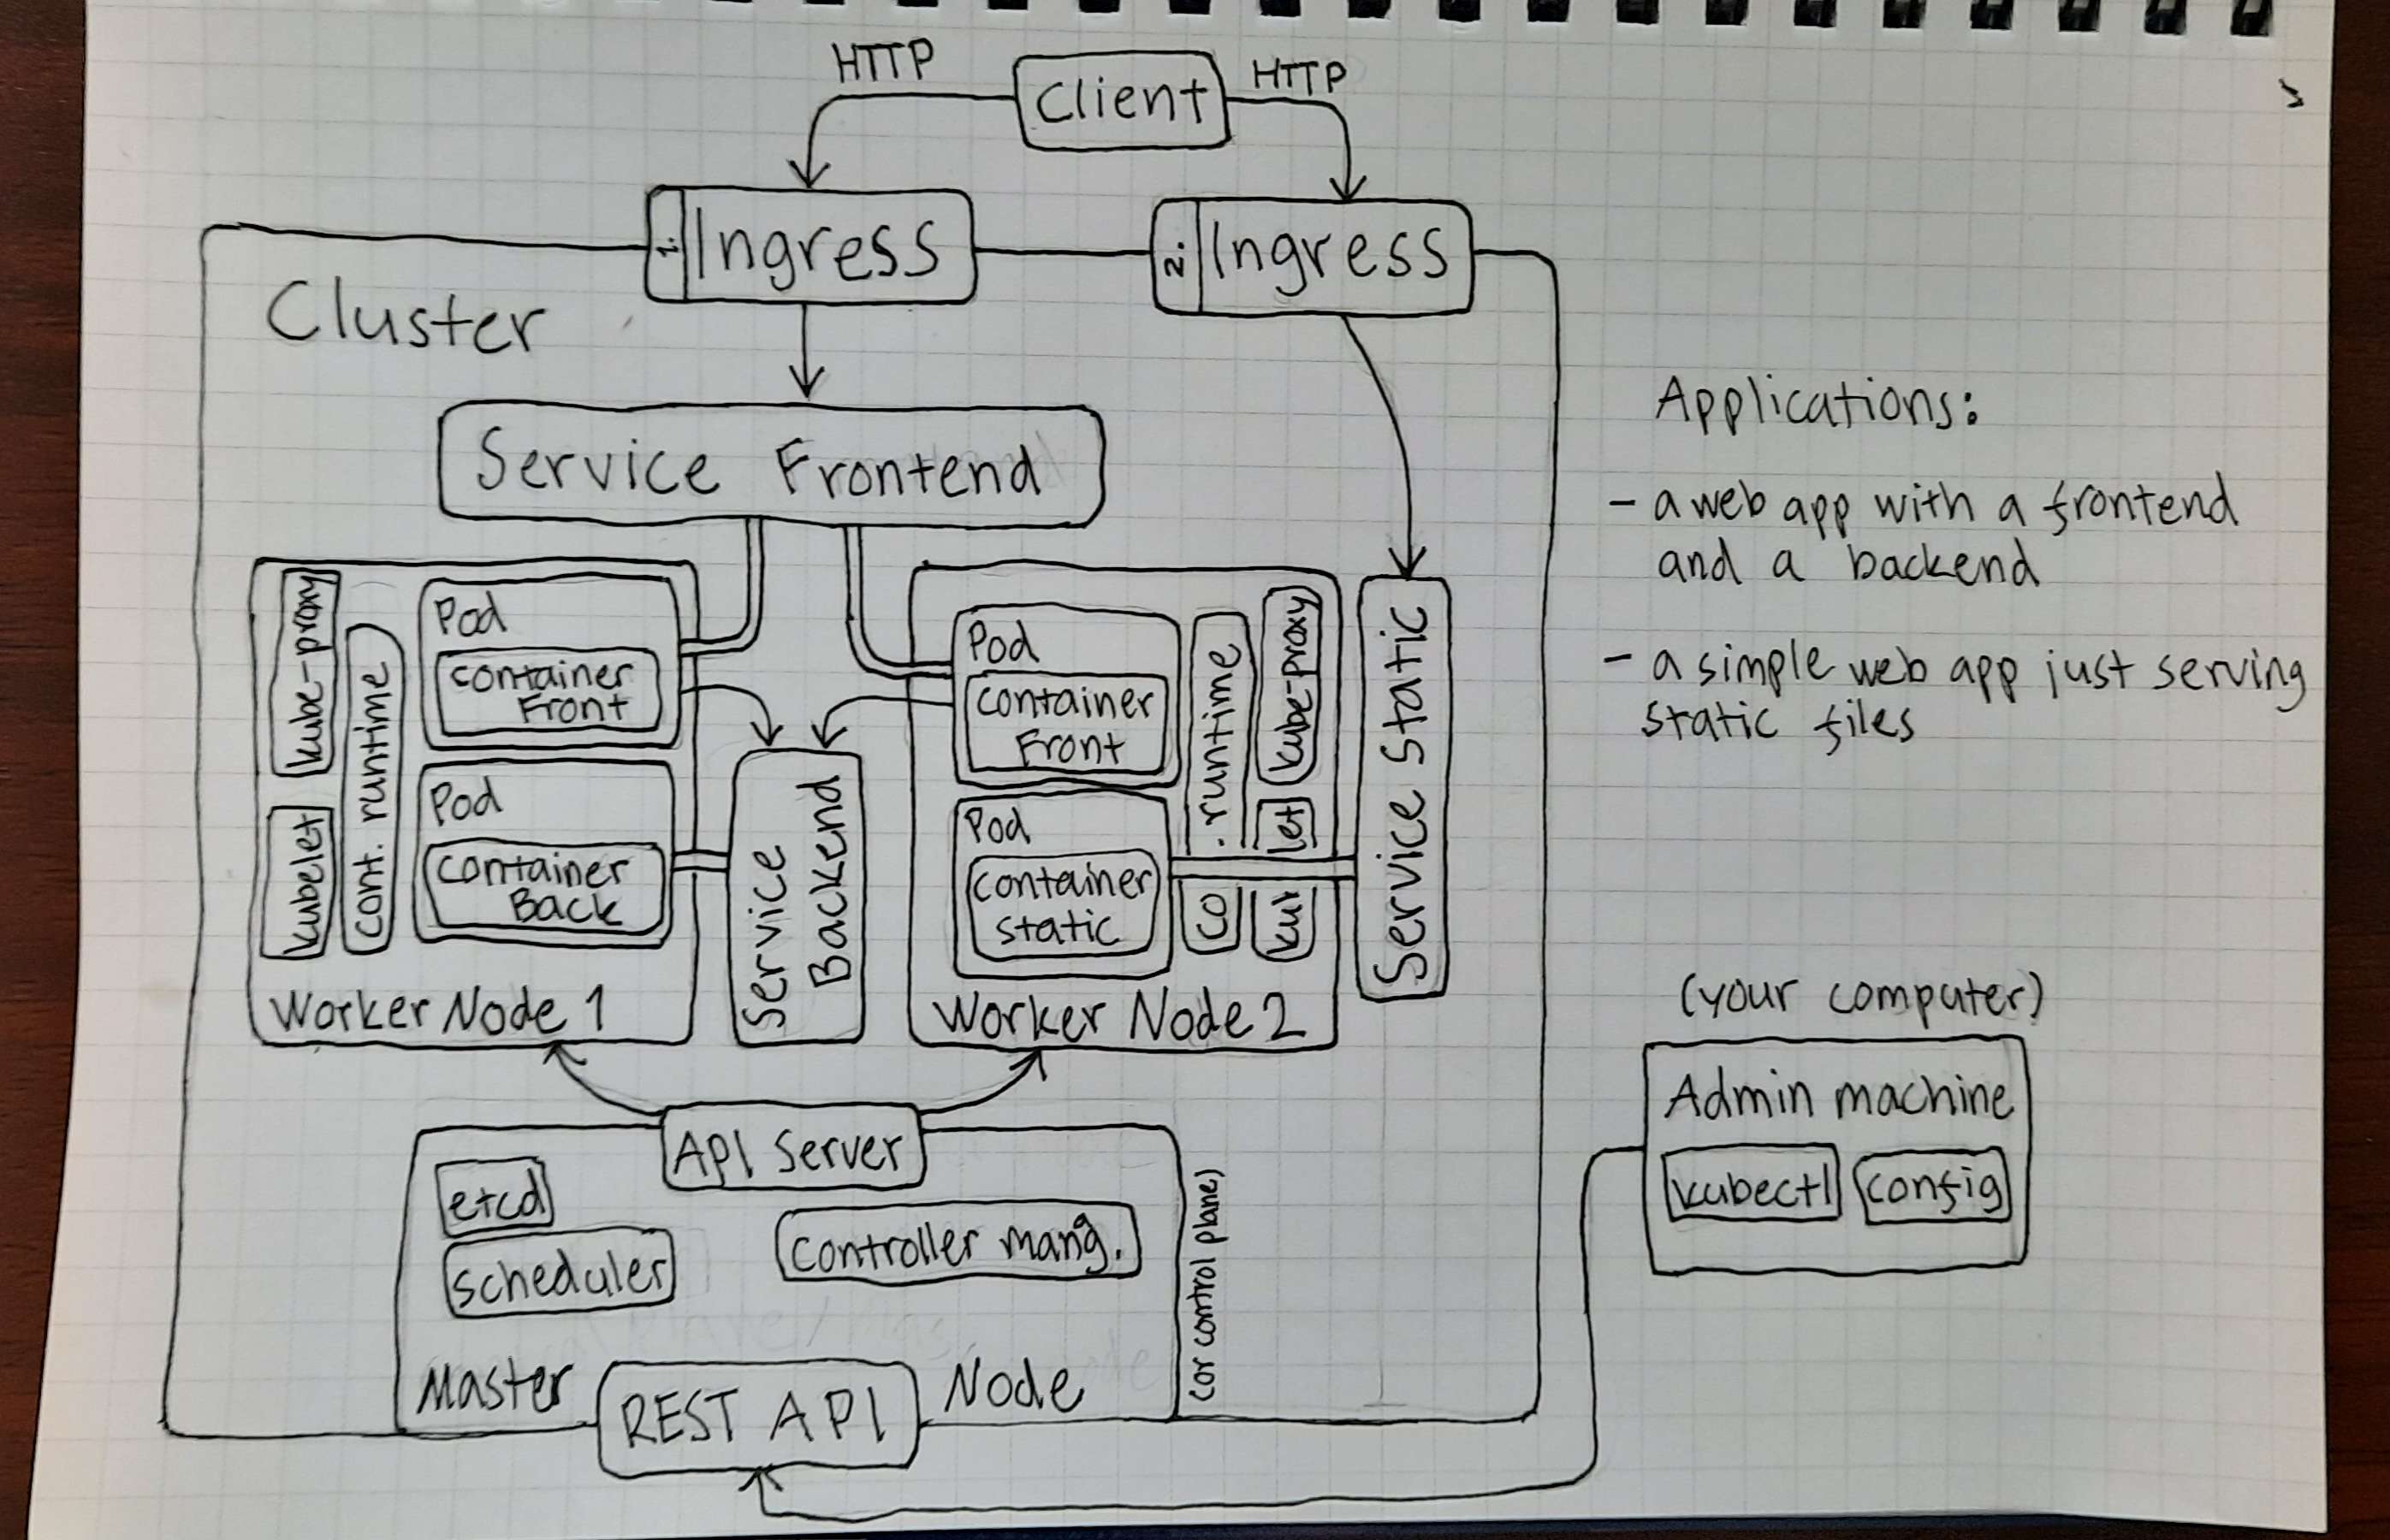 HTTP
Client
HTTP
1. Ingress
2. Ingress
Cluster
Service Frontend
Applications:
- a web app with a frontend
and a backend
- a simple web app just serving
static files
kube-proxy
cont. runtime
kubelet
Pod
container
Front
Pod
container
Back
Worker Node 1
Service
Backend
Pod
container
Front
Pod
container
static
. runtime
co
kube-proxy
let
Worker Node 2
Service Static
API Server
etcd
scheduler
controller mang.
Master Node
(or control plane)
REST API
(your computer)
Admin machine
kubectl
config